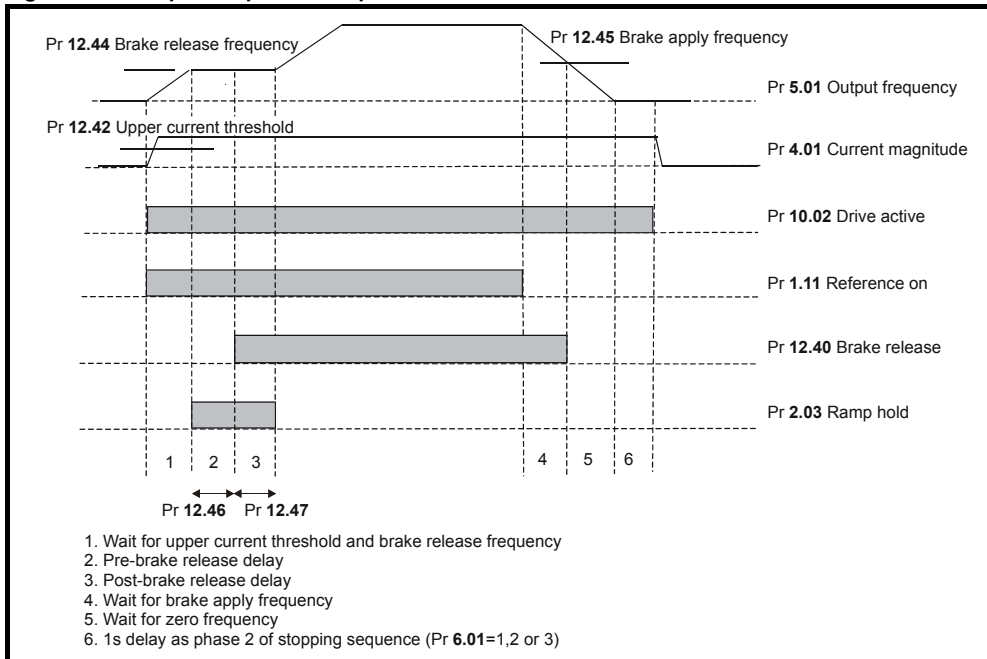 Pr 12.44 Brake release frequency
Pr 12.45 Brake apply frequency
Pr 5.01 Output frequency
Pr 12.42 Upper current threshold
Pr 4.01 Current magnitude
Pr 10.02 Drive active
Pr 1.11 Reference on
Pr 12.40 Brake release
Pr 2.03 Ramp hold
1 2 3 4 5 6
Pr 12.46 Pr 12.47
1. Wait for upper current threshold and brake release frequency
2. Pre-brake release delay
3. Post-brake release delay
4. Wait for brake apply frequency
5. Wait for zero frequency
6. 1s delay as phase 2 of stopping sequence (Pr 6.01=1,2 or 3)